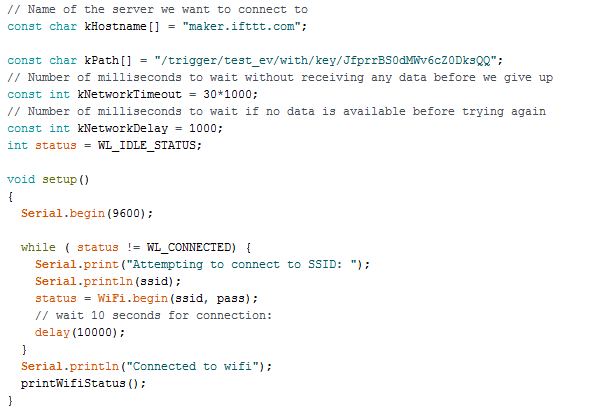 // Name of the server we want to connect to
const char kHostname[] = "maker.ifttt.com";
const char kPath[] = "/trigger/test_ev/with/key/JfprrBS0dMWv6cZ0DksQQ";
// Number of milliseconds to wait without receiving any data before we give up
const int kNetworkTimeout = 30*1000;
// Number of milliseconds to wait if no data is available before trying again
const int kNetworkDelay = 1000;
int status = WL_IDLE_STATUS;
void setup()
{
  Serial.begin(9600);
  while ( status != WL_CONNECTED) {
    Serial.print("Attempting to connect to SSID: ");
    Serial.println(ssid);
    status = WiFi.begin(ssid, pass);
    // wait 10 seconds for connection:
    delay(10000);
  }
  Serial.println("Connected to wifi");
  printWifiStatus();
}